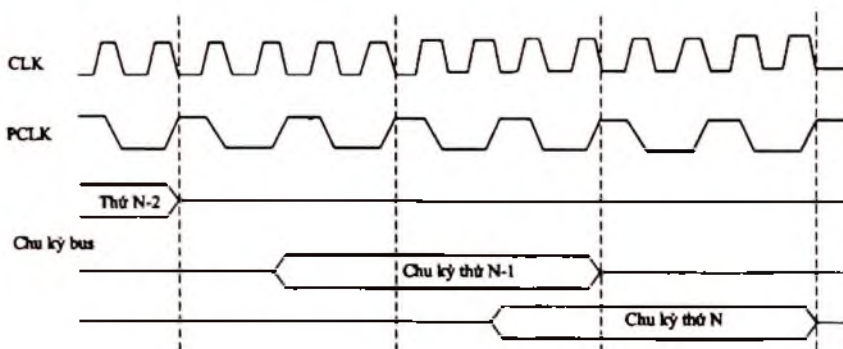 CLK
PCLK
Thứ N-2
Chu kỳ bus
Chu kỳ thứ N-1
Chu kỳ thứ N